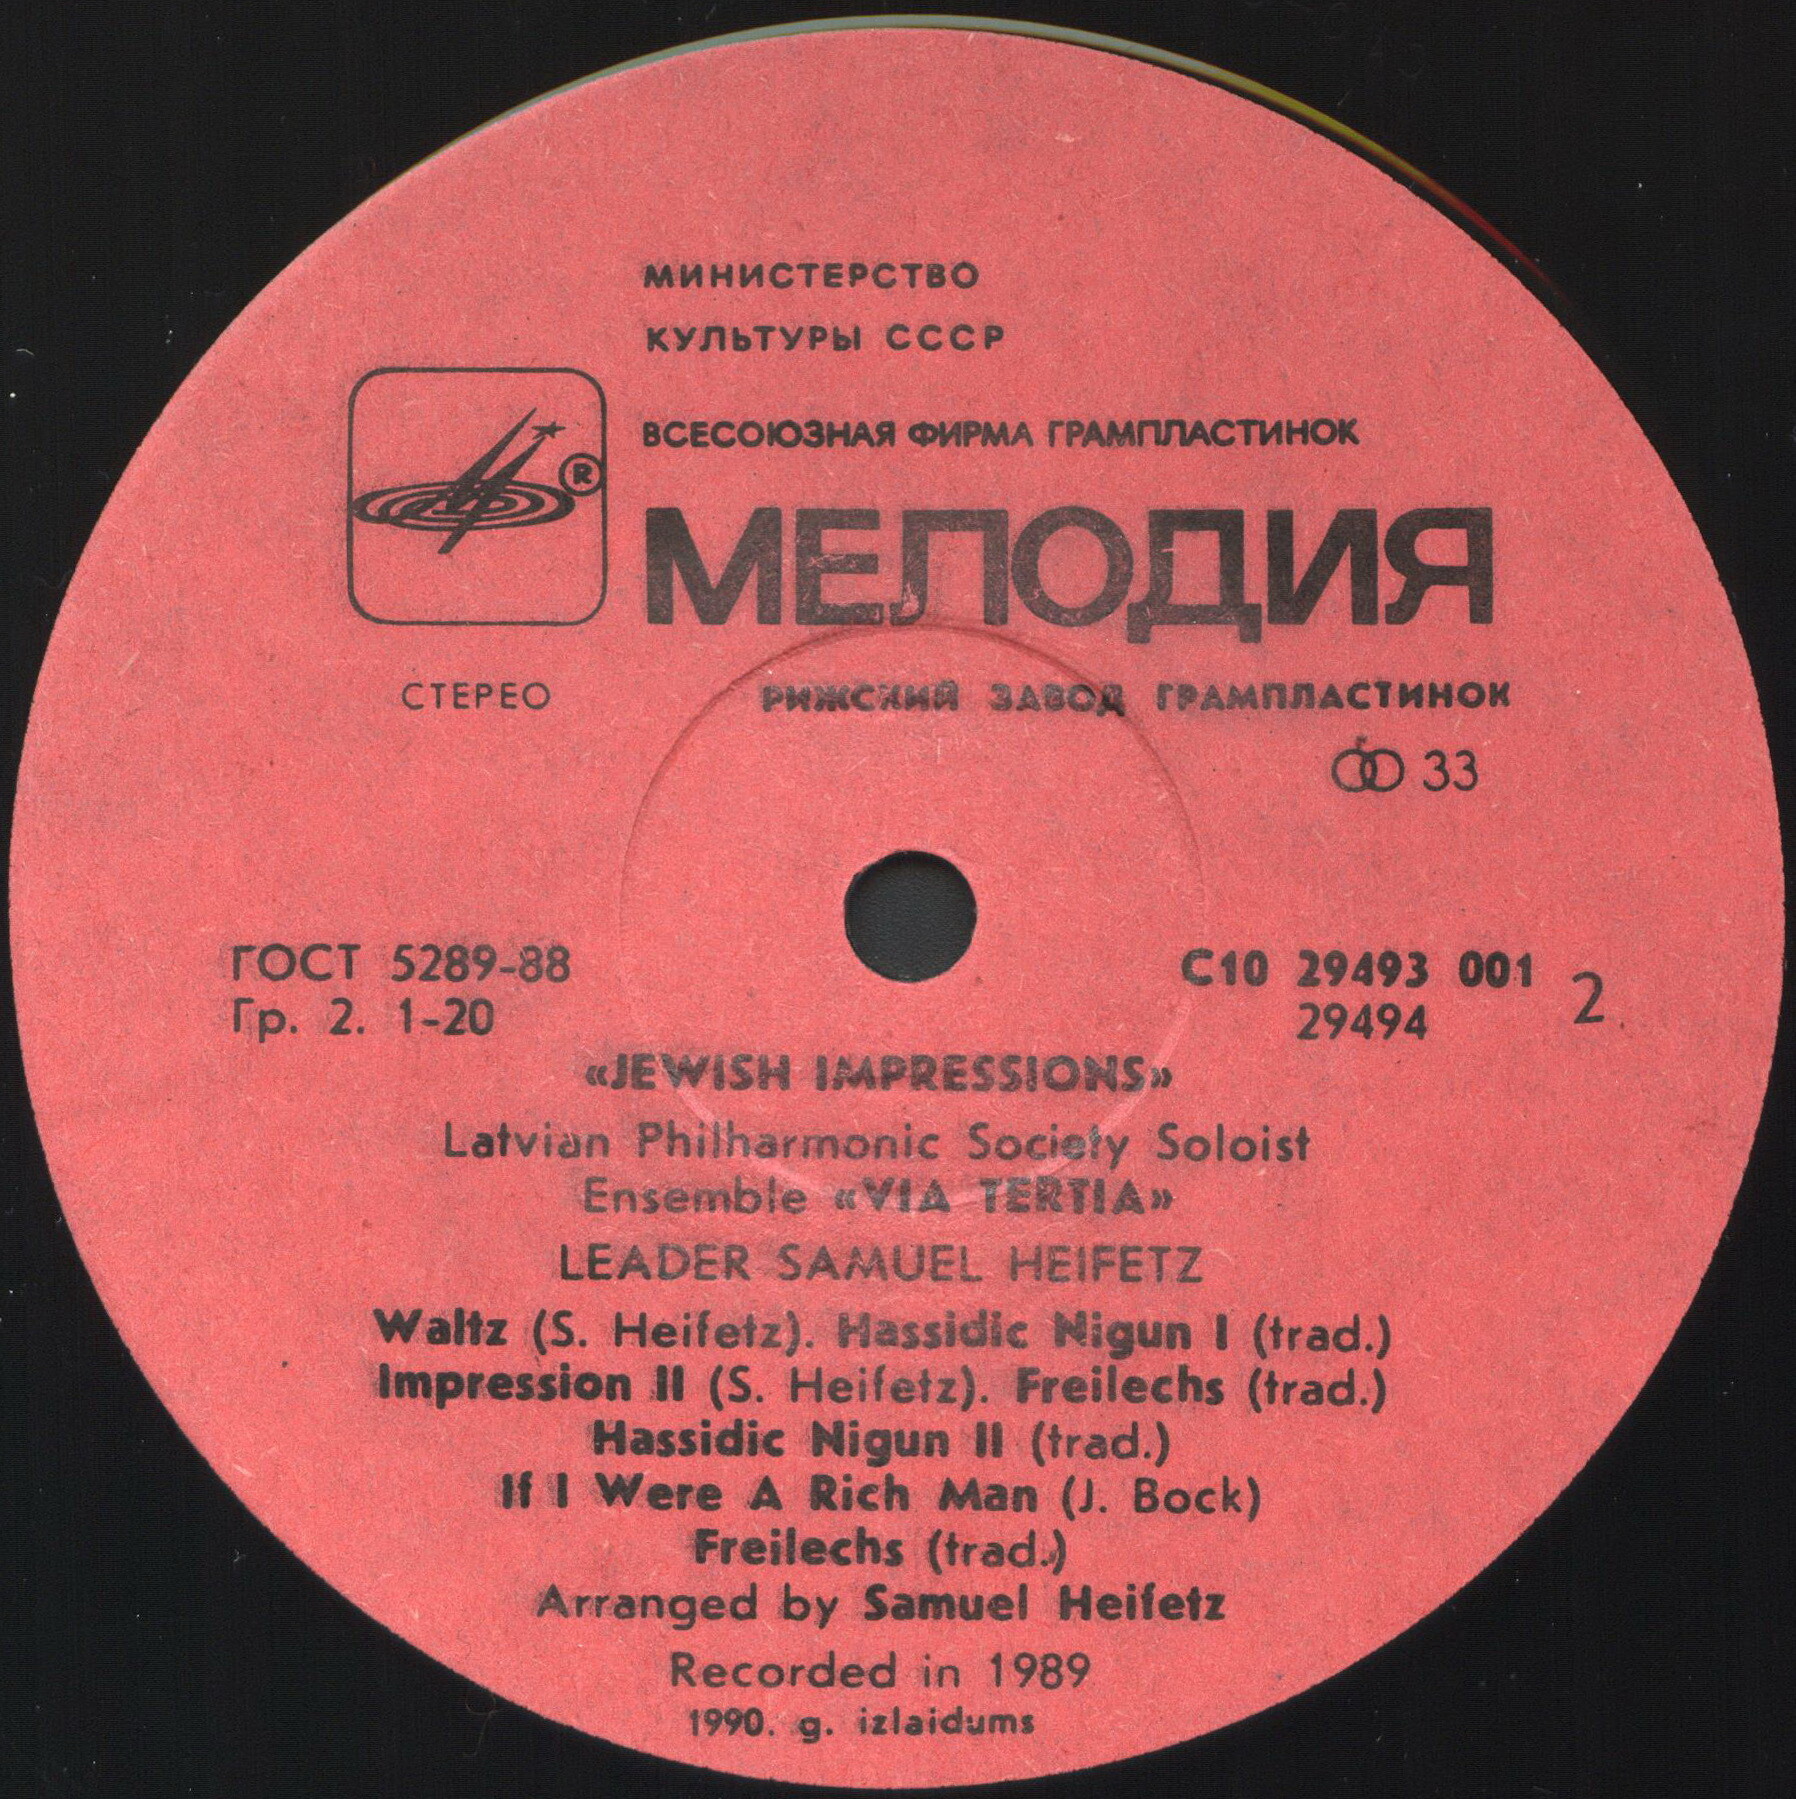 МИНИСТЕРСТВО
КУЛЬТУРЫ СССР
ВСЕСОЮЗНАЯ ФИРМА ГРАМПЛАСТИНОК
®
МЕЛОДИЯ
СТЕРЕО
РИЖСКИЙ ЗАВОД ГРАМПЛАСТИНОК
33
ГОСТ 5289-88
Гр. 2. 1-20
С10 29493 001
29494
2
«JEWISH IMPRESSIONS»
Latvian Philharmonic Society Soloist
Ensemble «VIA TERTIA»
LEADER SAMUEL HEIFETZ
Waltz (S. Heifetz). Hassidic Nigun I (trad.)
Impression II (S. Heifetz). Freilechs (trad.)
Hassidic Nigun II (trad.)
If I Were A Rich Man (J. Bock)
Freilechs (trad.)
Arranged by Samuel Heifetz
Recorded in 1989
1990. g. izlaidums